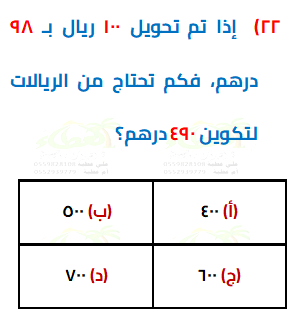 ٢٢) إذا تم تحويل ١٠٠ ريال بـ ٩٨
درهم، فكم تحتاج من الريالات
لتكوين ٤٩٠ درهم؟
(أ) ٤٠٠
(ب) ٥٠٠
(ج) ٦٠٠
(د) ٧٠٠